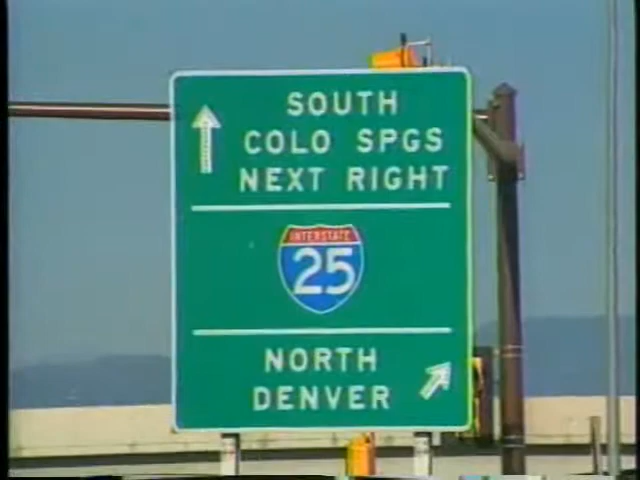 SOUTH
COLO SPGS
NEXT RIGHT
INTERSTATE
25
NORTH
DENVER